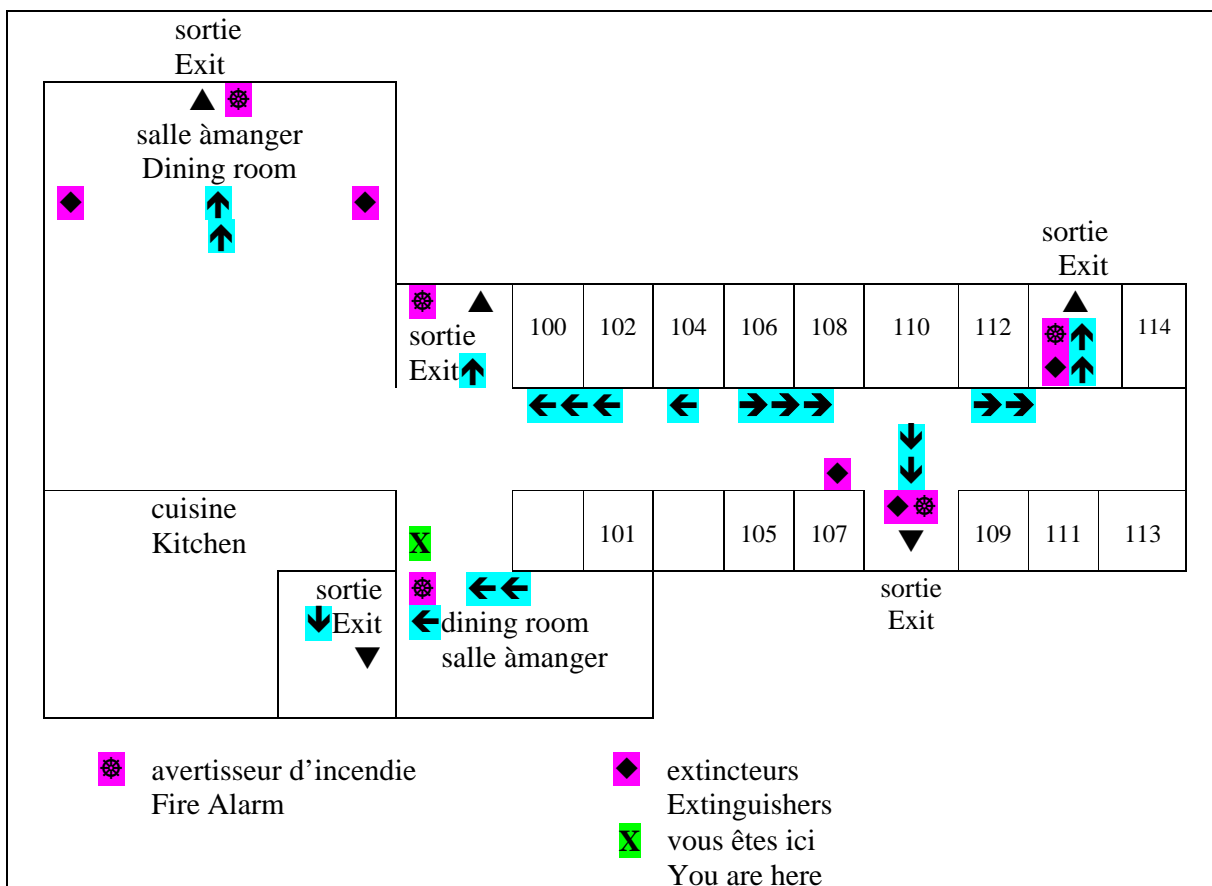 sortie
Exit
salle àmanger
Dining room
sortie
Exit
sortie
Exit
100
102
104
106
108
110
112
114
cuisine
Kitchen
X
101
105
107
109
111
113
sortie
Exit
dining room
salle àmanger
sortie
Exit
avertisseur d'incendie
Fire Alarm
extincteurs
Extinguishers
X
vous êtes ici
You are here